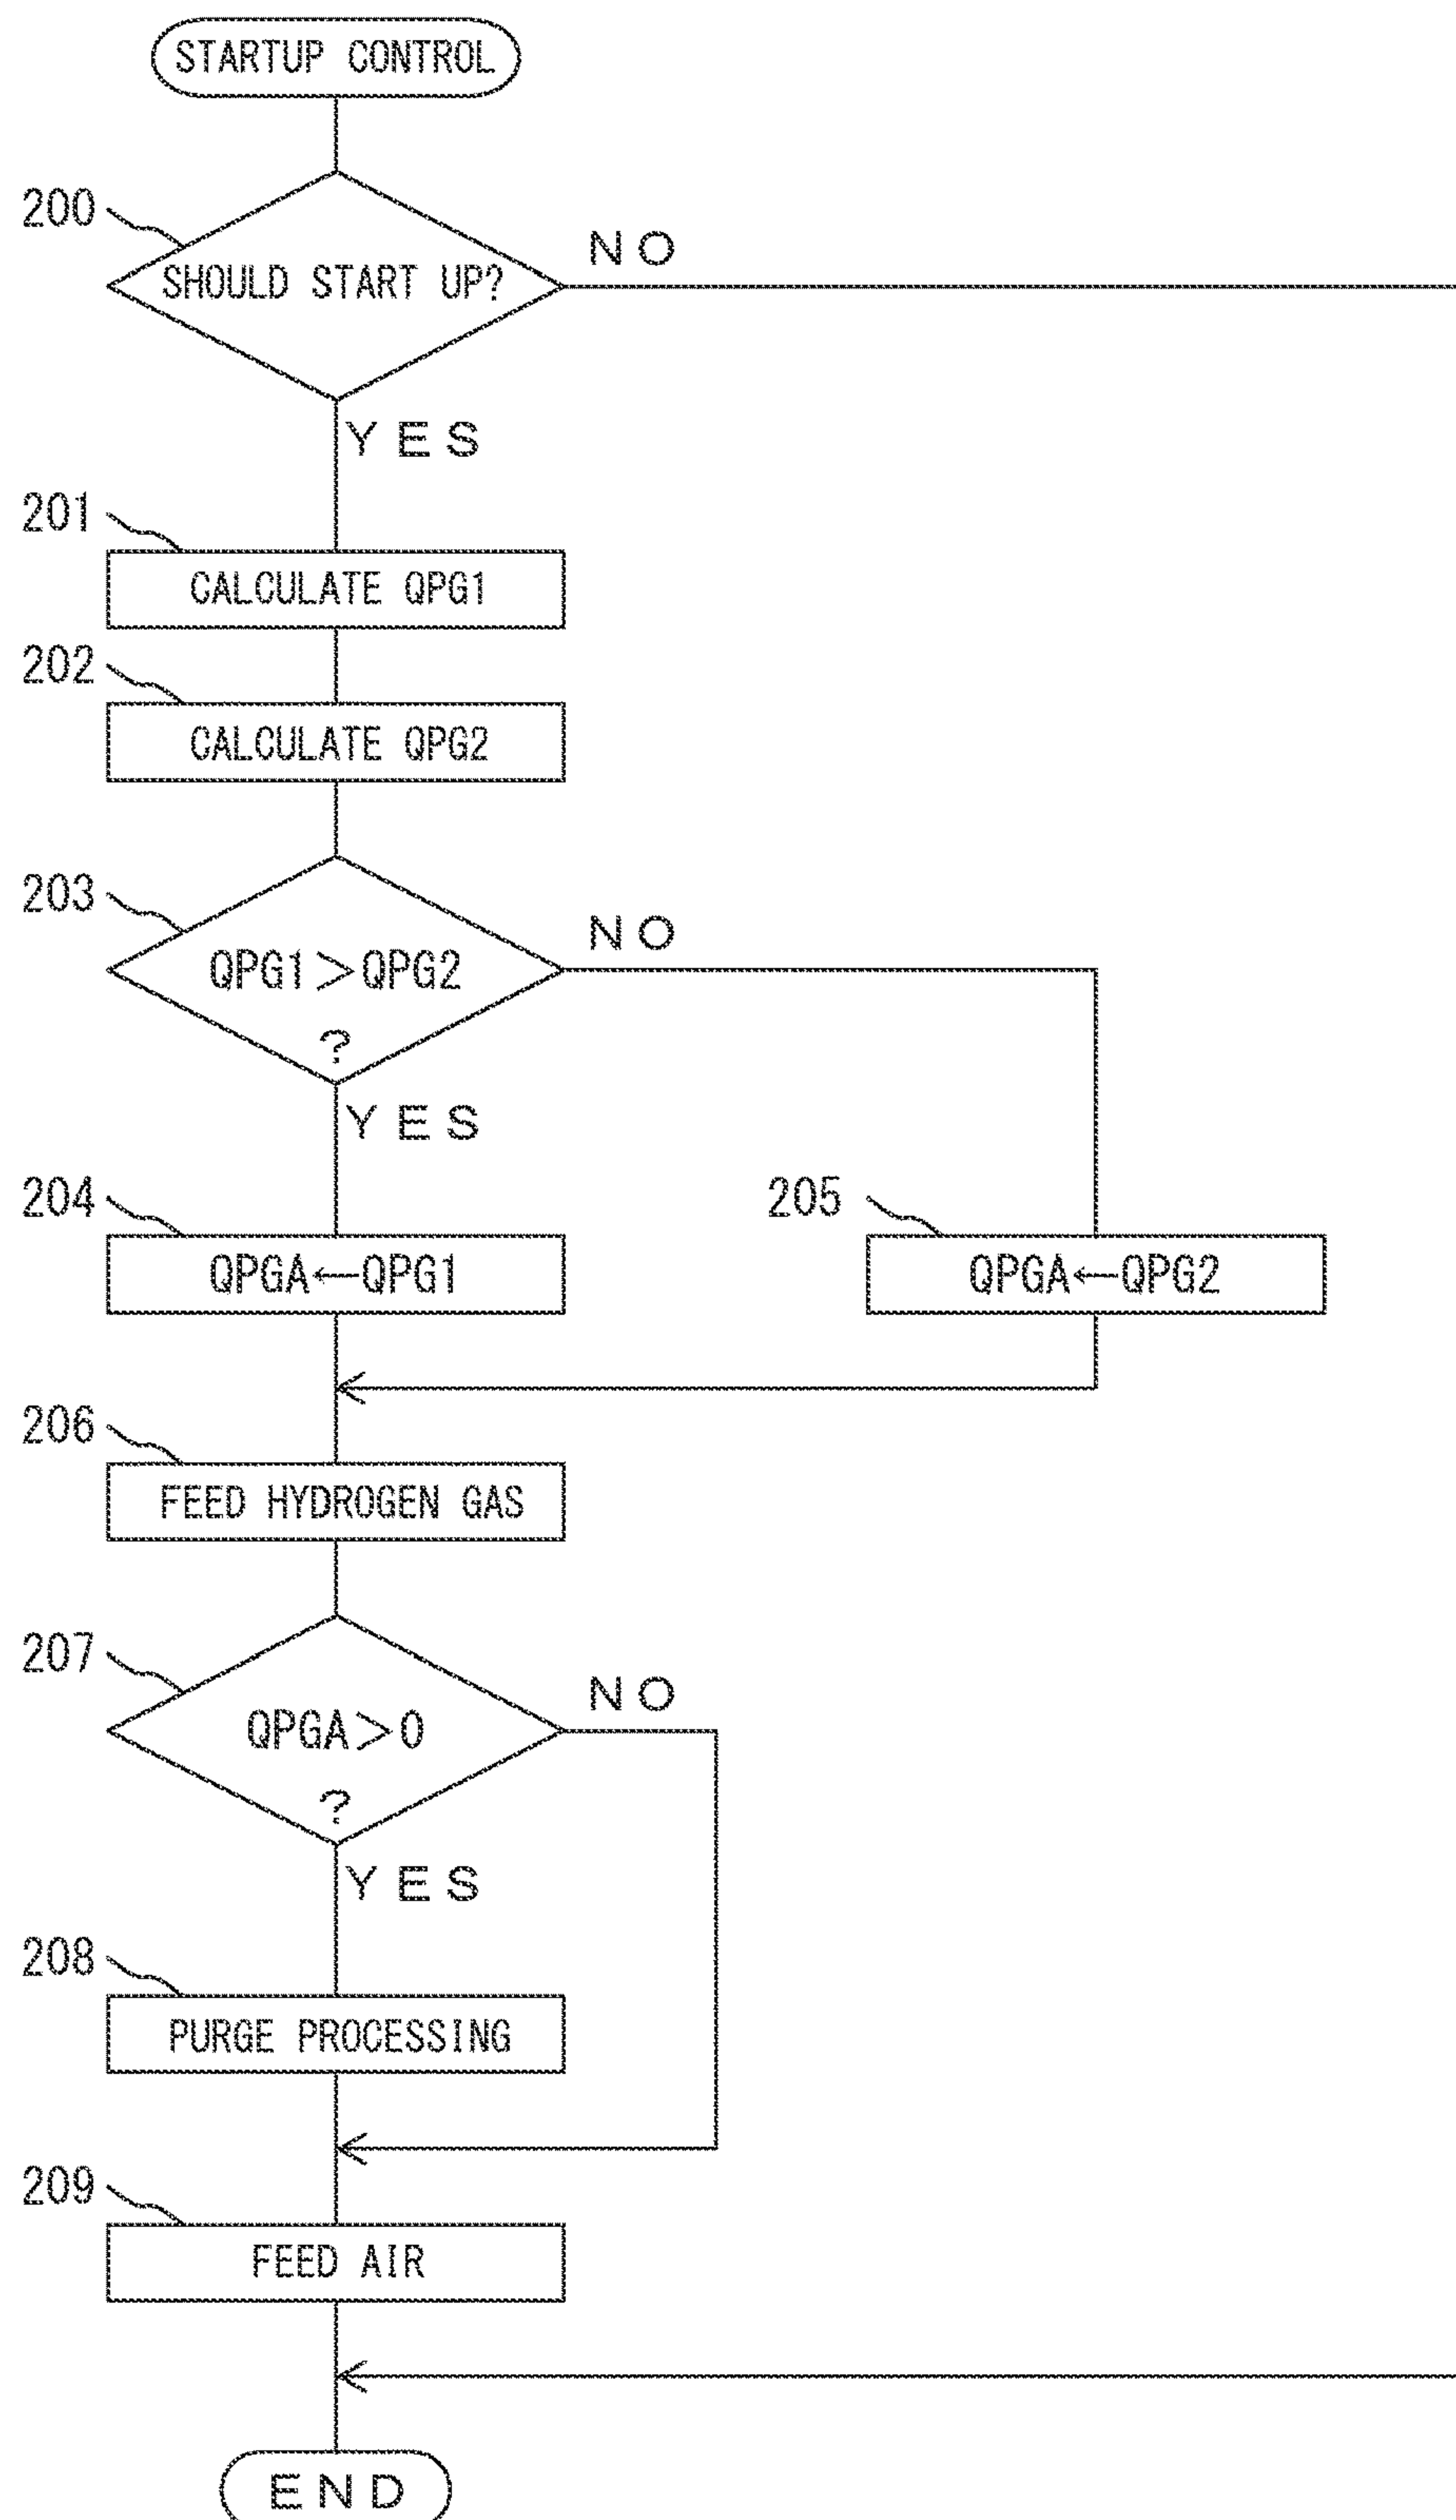 STARTUP CONTROL
200
SHOULD START UP?
NO
YES
201
CALCULATE QPG1
202
CALCULATE QPG2
203
QPG1>QPG2
?
NO
YES
204
QPGA←QPG1
205
QPGA←QPG2
206
FEED HYDROGEN GAS
207
QPGA>0
?
NO
YES
208
PURGE PROCESSING
209
FEED AIR
END